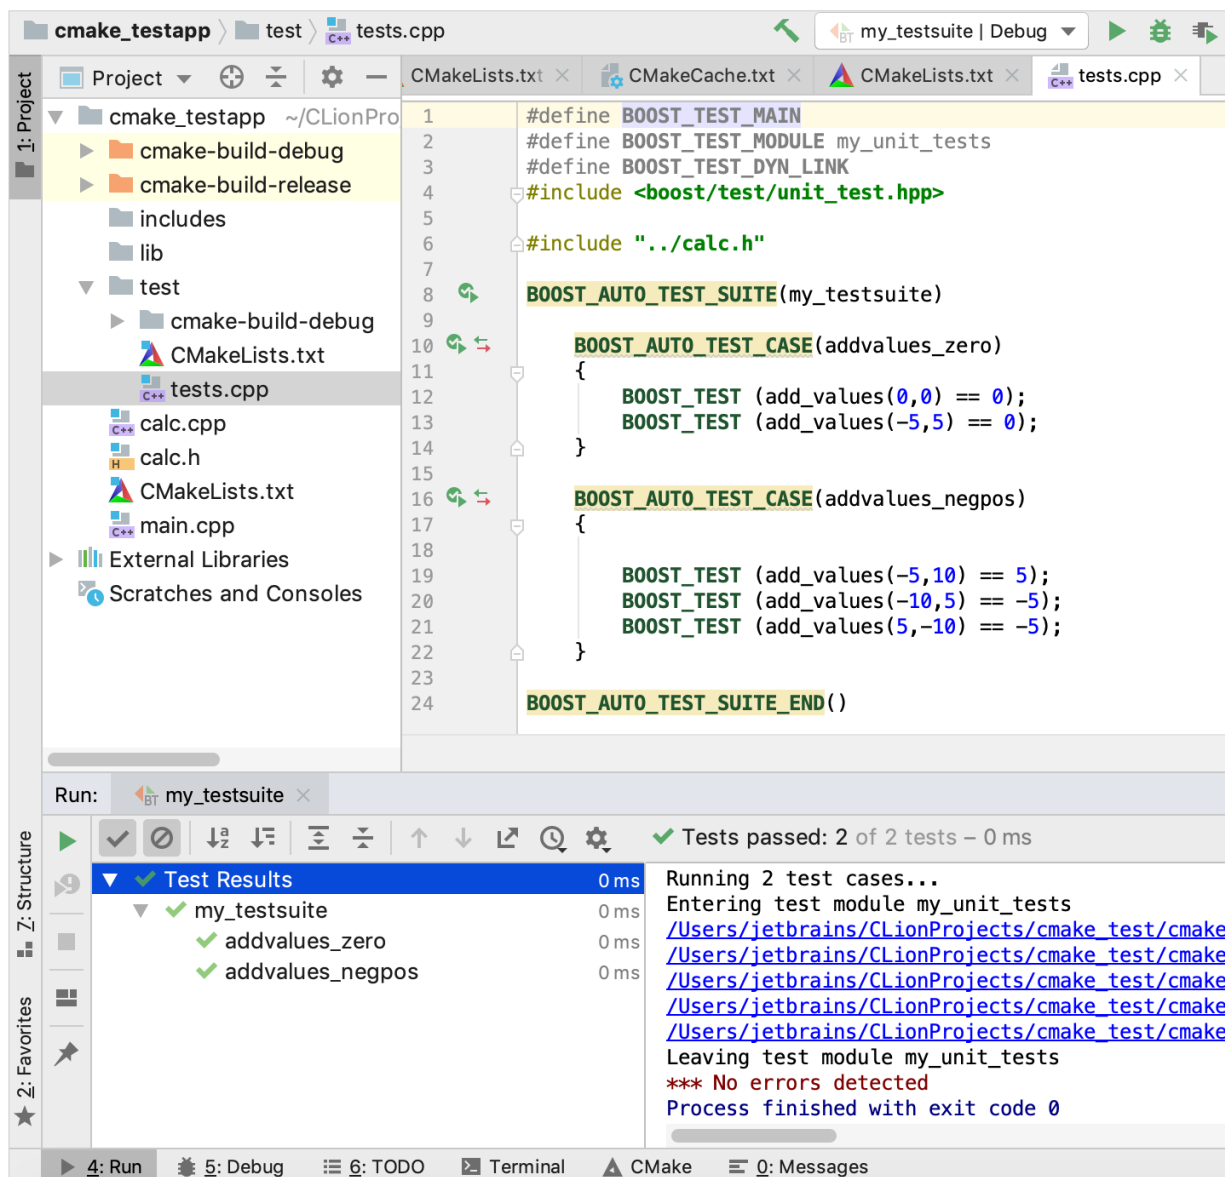 cmake_testapp test tests.cpp my_testsuite | Debug
1: Project
Project
CMakeLists.txt CMakeCache.txt CMakeLists.txt tests.cpp
cmake_testapp ~/CLionPro
cmake-build-debug
cmake-build-release
includes
lib
test
cmake-build-debug
CMakeLists.txt
tests.cpp
calc.cpp
calc.h
CMakeLists.txt
main.cpp
External Libraries
Scratches and Consoles
1 #define BOOST_TEST_MAIN
2 #define BOOST_TEST_MODULE my_unit_tests
3 #define BOOST_TEST_DYN_LINK
4 #include <boost/test/unit_test.hpp>
5
6 #include "../calc.h"
7
8 BOOST_AUTO_TEST_SUITE(my_testsuite)
9
10 BOOST_AUTO_TEST_CASE(addvalues_zero)
11 {
12 BOOST_TEST (add_values(0,0) == 0);
13 BOOST_TEST (add_values(-5,5) == 0);
14 }
15
16 BOOST_AUTO_TEST_CASE(addvalues_negpos)
17 {
18
19 BOOST_TEST (add_values(-5,10) == 5);
20 BOOST_TEST (add_values(-10,5) == -5);
21 BOOST_TEST (add_values(5,-10) == -5);
22 }
23
24 BOOST_AUTO_TEST_SUITE_END()
Run: BT my_testsuite
Tests passed: 2 of 2 tests – 0 ms
Z: Structure
2: Favorites
Test Results 0 ms
my_testsuite 0 ms
addvalues_zero 0 ms
addvalues_negpos 0 ms
Running 2 test cases...
Entering test module my_unit_tests
/Users/jetbrains/CLionProjects/cmake_test/cmake
/Users/jetbrains/CLionProjects/cmake_test/cmake
/Users/jetbrains/CLionProjects/cmake_test/cmake
/Users/jetbrains/CLionProjects/cmake_test/cmake
/Users/jetbrains/CLionProjects/cmake_test/cmake
Leaving test module my_unit_tests
*** No errors detected
Process finished with exit code 0
4: Run 5: Debug 6: TODO Terminal CMake 0: Messages